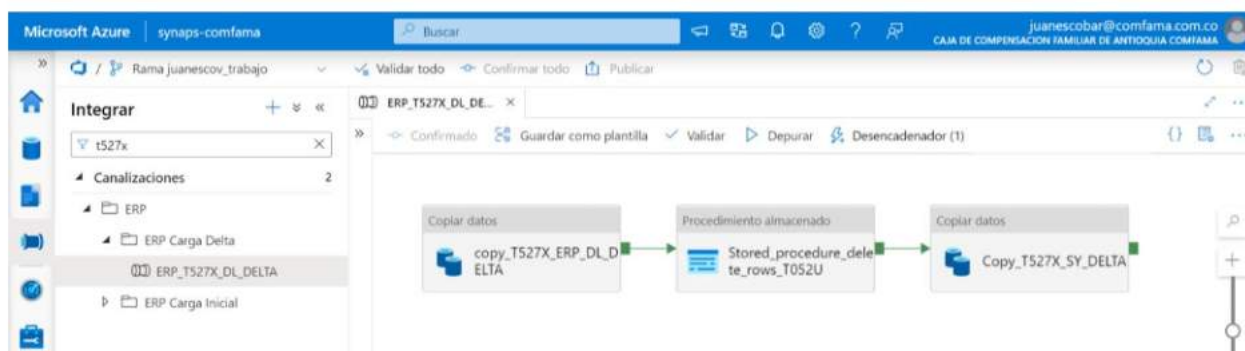 Microsoft Azure
synaps-comfama
Buscar
juanescobar@comfama.com.co
CAJA DE COMPENSACION FAMILIAR DE ANTIOQUIA COMFAMA
/ Rama juanescov_trabajo
Validar todo
Confirmar todo
Publicar
Integrar
t527x
Canalizaciones 2
ERP
ERP Carga Delta
ERP_T527X_DL_DELTA
ERP Carga Inicial
ERP_T527X_DL_DE...
Confirmado
Guardar como plantilla
Validar
Depurar
Desencadenador (1)
Copiar datos
copy_T527X_ERP_DL_D
ELTA
Procedimiento almacenado
Stored_procedure_dele
te_rows_T052U
Copiar datos
Copy_T527X_SY_DELTA